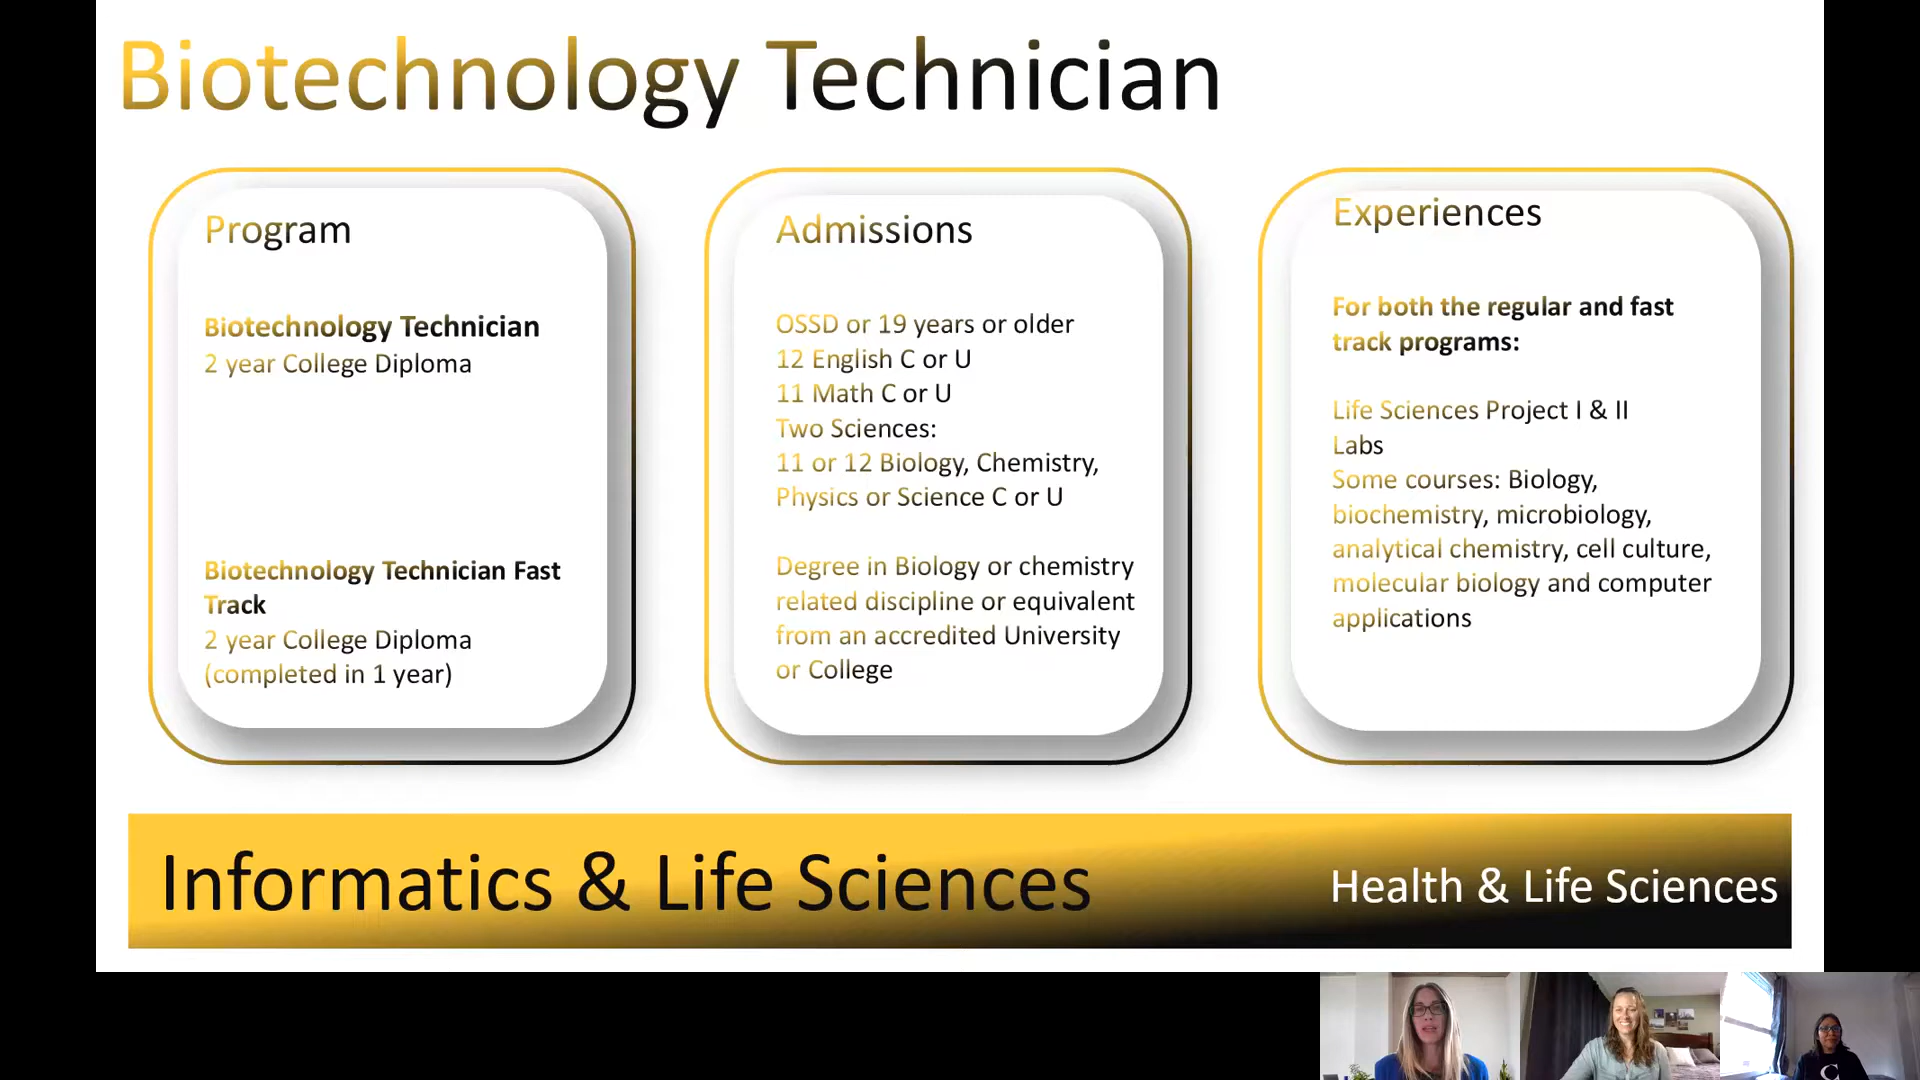 Biotechnology Technician
Program
Biotechnology Technician
2 year College Diploma
Biotechnology Technician Fast
Track
2 year College Diploma
(completed in 1 year)
Admissions
OSSD or 19 years or older
12 English C or U
11 Math C or U
Two Sciences:
11 or 12 Biology, Chemistry,
Physics or Science C or U
Degree in Biology or chemistry
related discipline or equivalent
from an accredited University
or College
Experiences
For both the regular and fast
track programs:
Life Sciences Project I & II
Labs
Some courses: Biology,
biochemistry, microbiology,
analytical chemistry, cell culture,
molecular biology and computer
applications
Informatics & Life Sciences
Health & Life Sciences
C